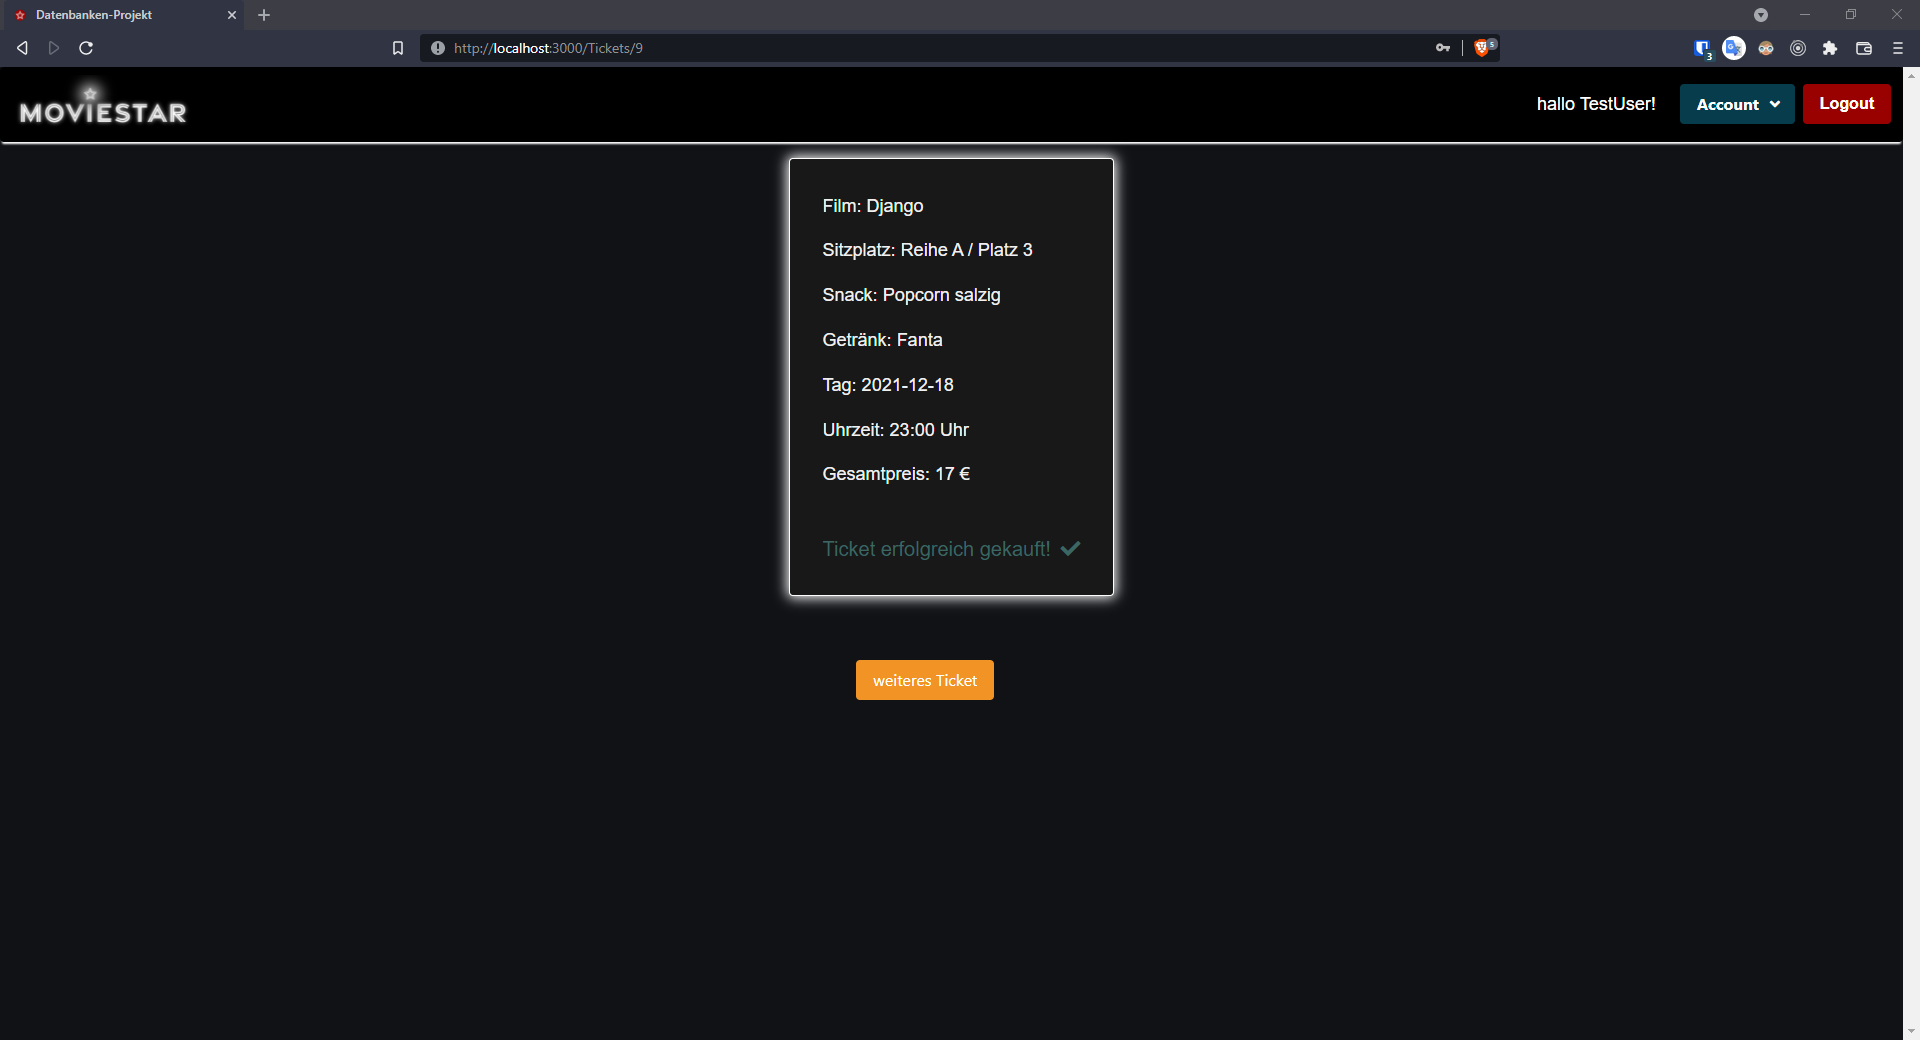 Datenbanken-Projekt
http://localhost:3000/Tickets/9
5
3
MOVIESTAR
hallo TestUser!
Account
Logout
Film: Django
Sitzplatz: Reihe A / Platz 3
Snack: Popcorn salzig
Getränk: Fanta
Tag: 2021-12-18
Uhrzeit: 23:00 Uhr
Gesamtpreis: 17 €
Ticket erfolgreich gekauft!
weiteres Ticket